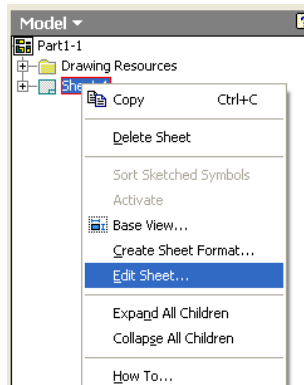 Model
Part1-1
Drawing Resources
Copy Ctrl+C
Delete Sheet
Sort Sketched Symbols
Activate
Base View...
Create Sheet Format...
Edit Sheet...
Expand All Children
Collapse All Children
How To...